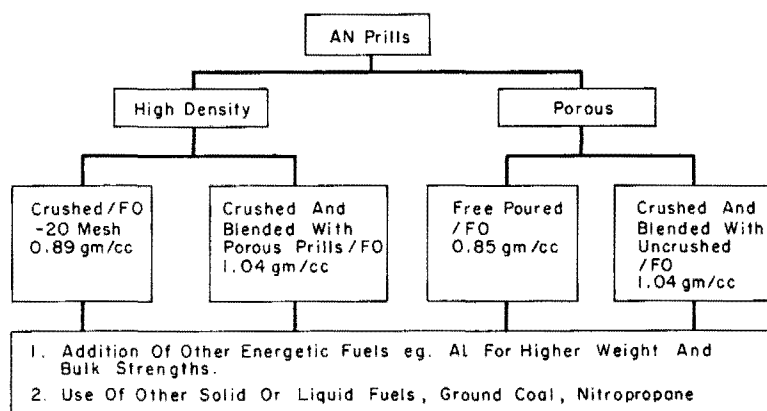 AN Prills
High Density
Porous
Crushed/FO
-20 Mesh
0.89 gm/cc
Crushed And
Blended With
Porous Prills/FO
1.04 gm/cc
Free Poured
/FO
0.85 gm/cc
Crushed And
Blended With
Uncrushed
/FO
1.04 gm/cc
1. Addition Of Other Energetic Fuels eg. Al For Higher Weight And
Bulk Strengths.
2. Use Of Other Solid Or Liquid Fuels, Ground Coal, Nitropropane